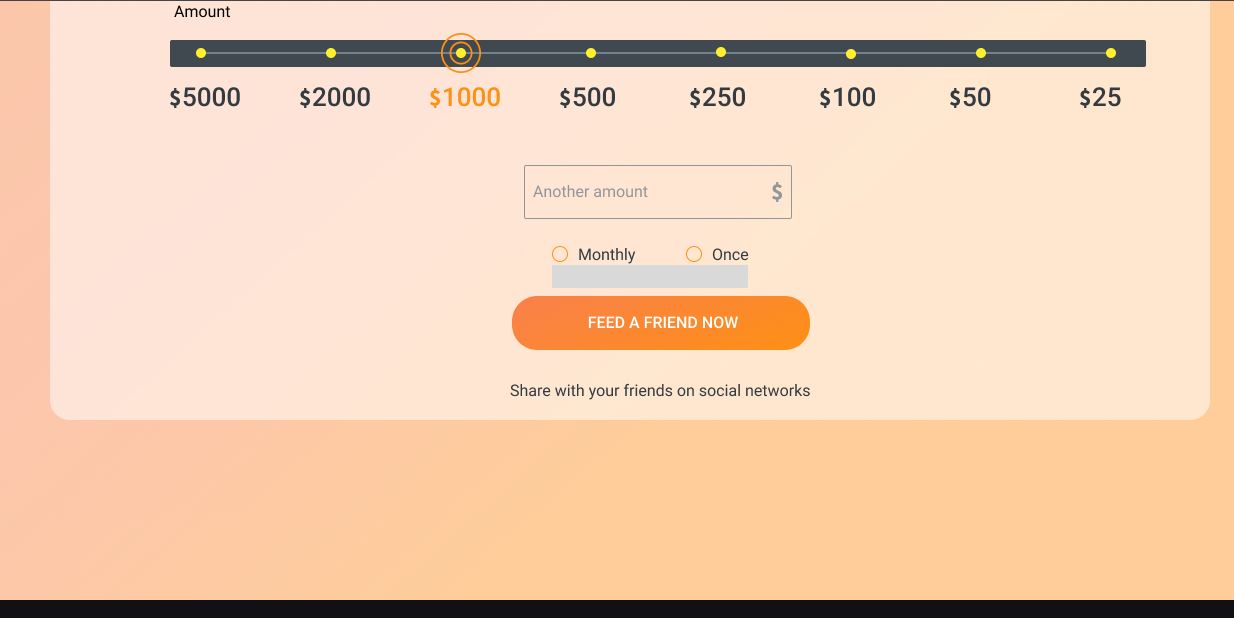 Amount
$5000 $2000 $1000 $500 $250 $100 $50 $25
Another amount $
Monthly Once
FEED A FRIEND NOW
Share with your friends on social networks